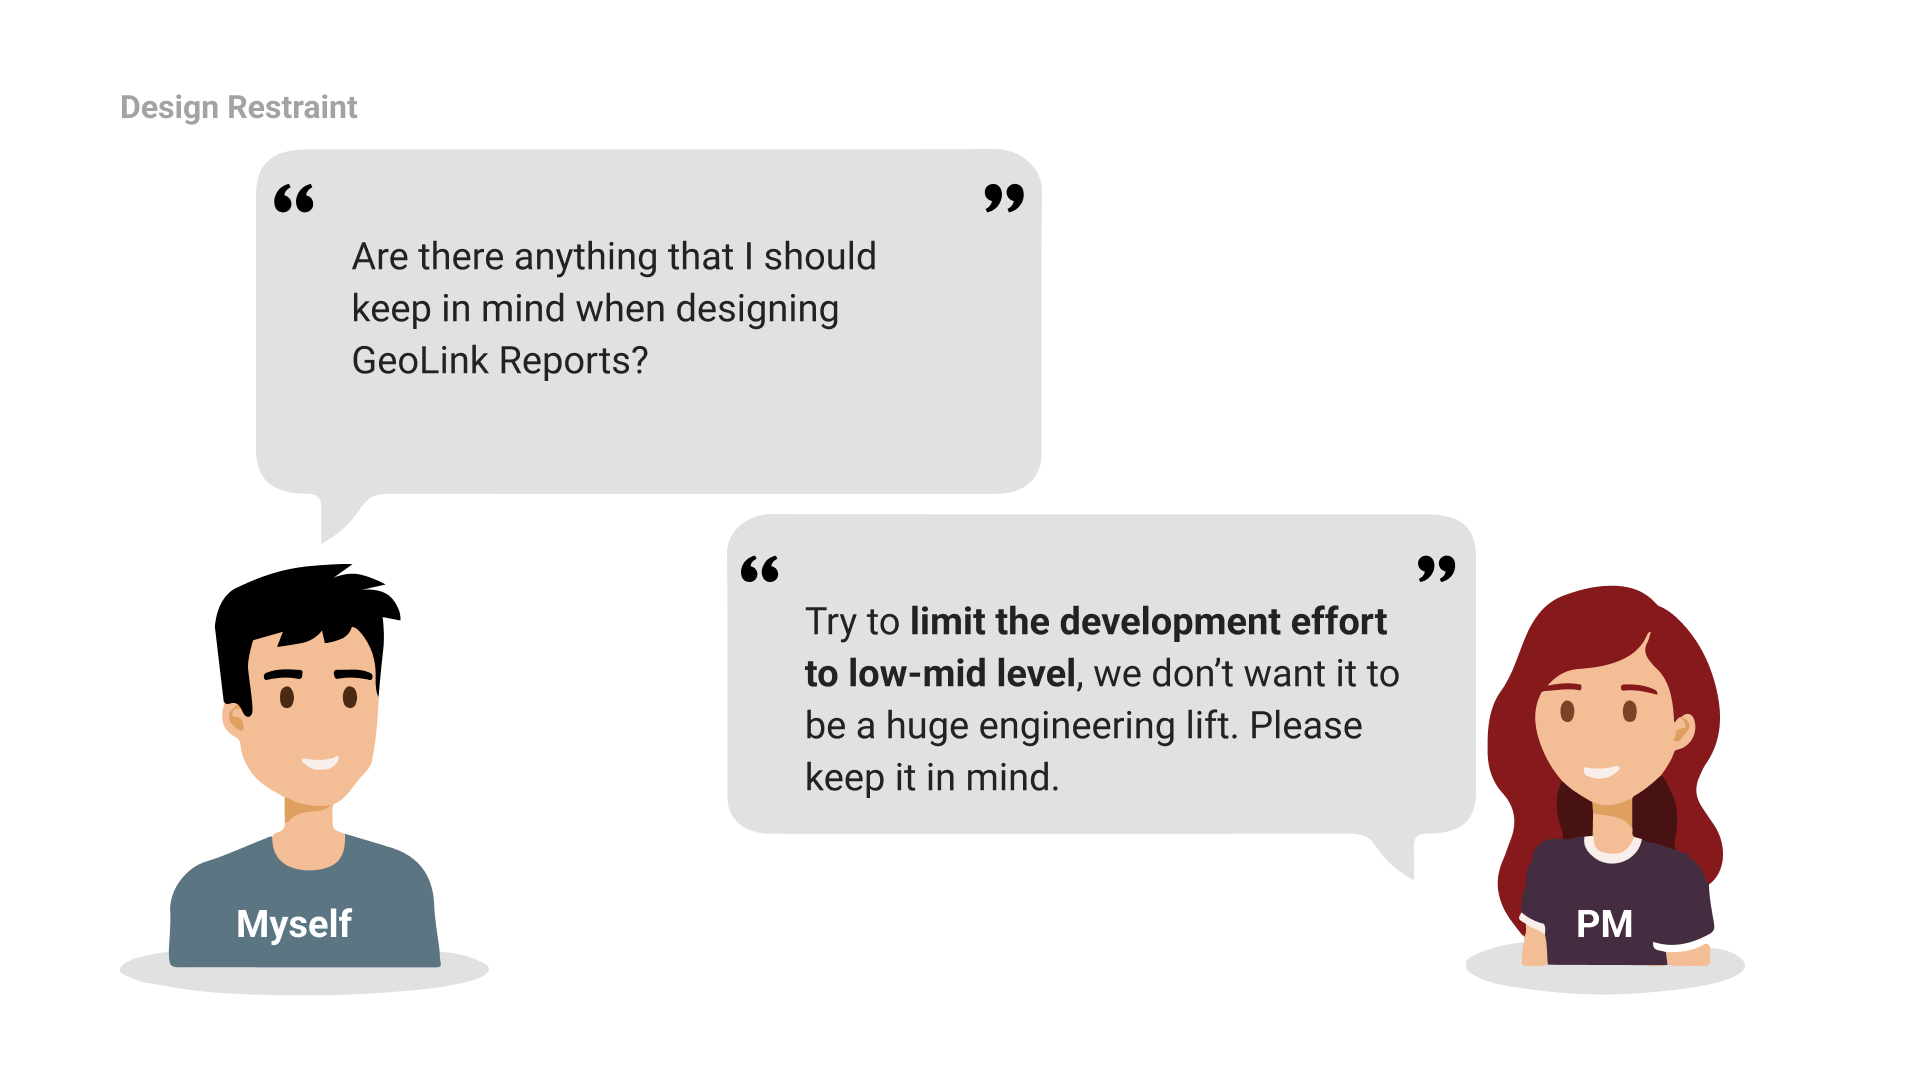 Design Restraint
“ ”
Are there anything that I should
keep in mind when designing
GeoLink Reports?
“ ”
Try to limit the development effort
to low-mid level, we don’t want it to
be a huge engineering lift. Please
keep it in mind.
Myself
PM